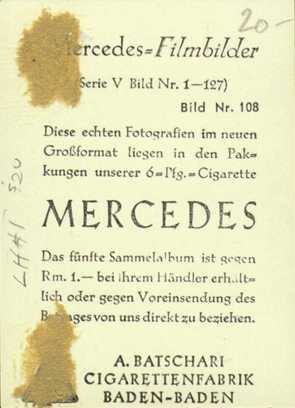 20-
Mercedes=Filmbilder
(Serie V Bild Nr. 1—127)
Bild Nr. 108
Diese echten Fotografien im neuen
Großformat liegen in den Pak=
kungen unserer 6=Pfg.=Cigarette
MERCEDES
Das fünfte Sammelalbum ist gegen
Rm. 1.— bei ihrem Händler erhält=
lich oder gegen Voreinsendung des
Betrages von uns direkt zu beziehen.
A. BATSCHARI
CIGARETTENFABRIK
BADEN-BADEN